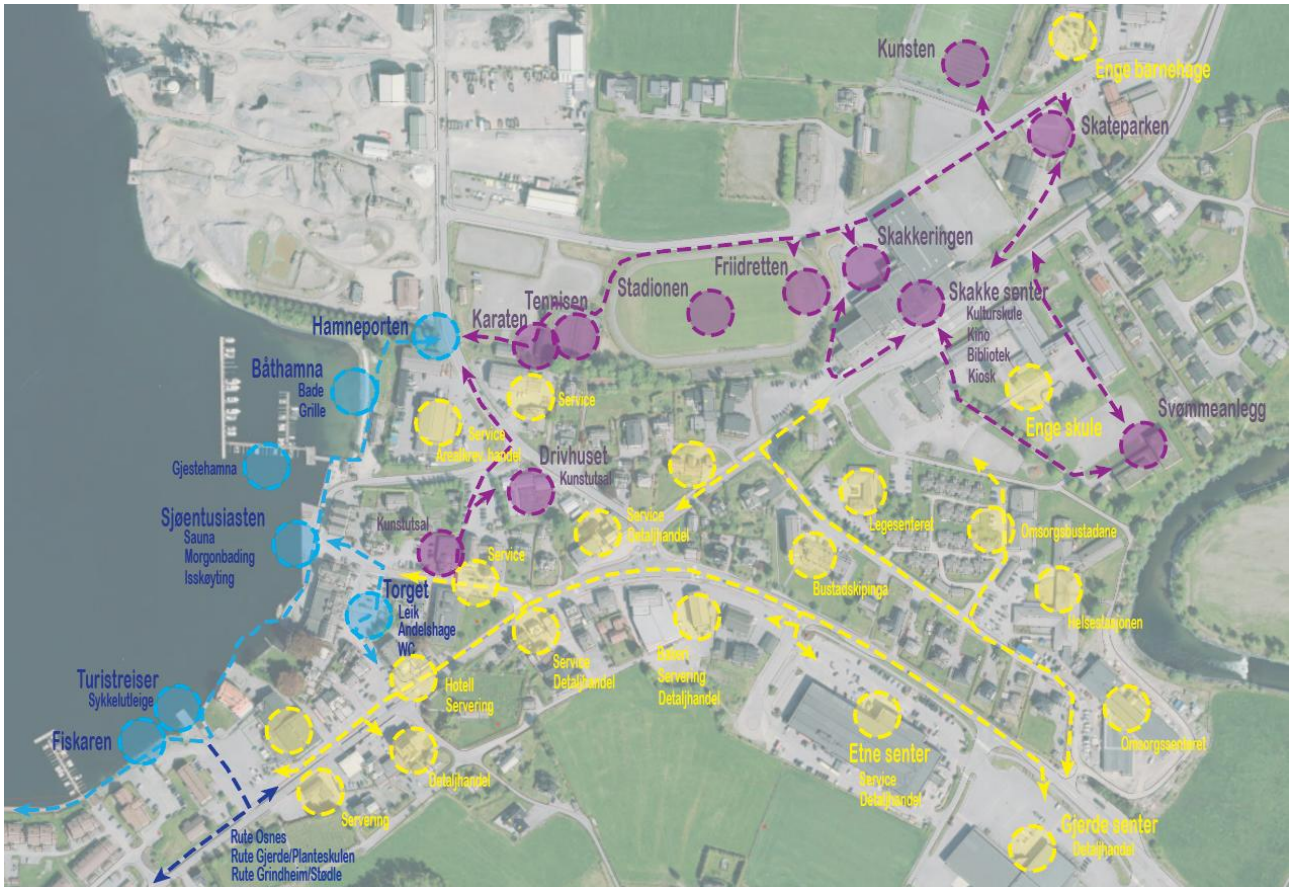 Kunsten
Enge barnehage
Skateparken
Skakkeringen
Friidretten
Stadionen
Skakke senter
Kulturskule
Kino
Bibliotek
Kiosk
Tennisen
Karaten
Hamneporten
Båthamna
Bade
Grille
Service
Service
Arealkrev. handel
Enge skule
Svømmeanlegg
Gjestehamna
Drivhuset
Kunstutsal
Sjøentusiasten
Sauna
Morgonbading
Isskøyting
Kunstutsal
Service
Service
Detaljhandel
Legesenteret
Omsorgsbustadane
Bustadskipinga
Helsestasjonen
Torget
Leik
Andelshage
WC
Service
Detaljhandel
Bakeri
Servering
Detaljhandel
Hotell
Servering
Turistreiser
Sykkelutleige
Fiskaren
Detaljhandel
Servering
Etne senter
Service
Detaljhandel
Omsorgssenteret
Gjerde senter
Detaljhandel
Rute Osnes
Rute Gjerde/Planteskulen
Rute Grindheim/Stødle